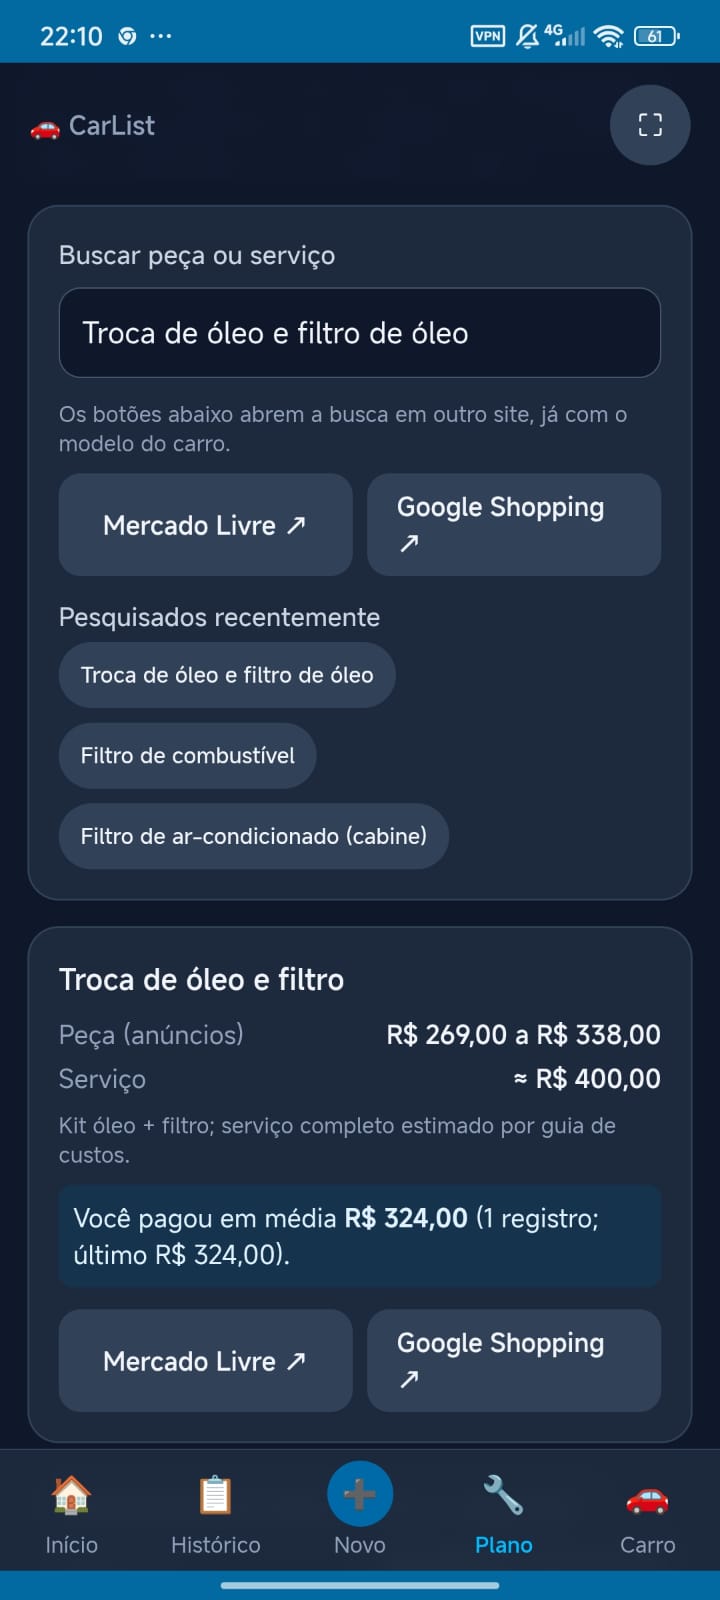 22:10
VPN
4G
61
CarList
Buscar peça ou serviço
Troca de óleo e filtro de óleo
Os botões abaixo abrem a busca em outro site, já com o
modelo do carro.
Mercado Livre ↗
Google Shopping
↗
Pesquisados recentemente
Troca de óleo e filtro de óleo
Filtro de combustível
Filtro de ar-condicionado (cabine)
Troca de óleo e filtro
Peça (anúncios) R$ 269,00 a R$ 338,00
Serviço ≈ R$ 400,00
Kit óleo + filtro; serviço completo estimado por guia de
custos.
Você pagou em média R$ 324,00 (1 registro;
último R$ 324,00).
Mercado Livre ↗
Google Shopping
↗
Início
Histórico
Novo
Plano
Carro